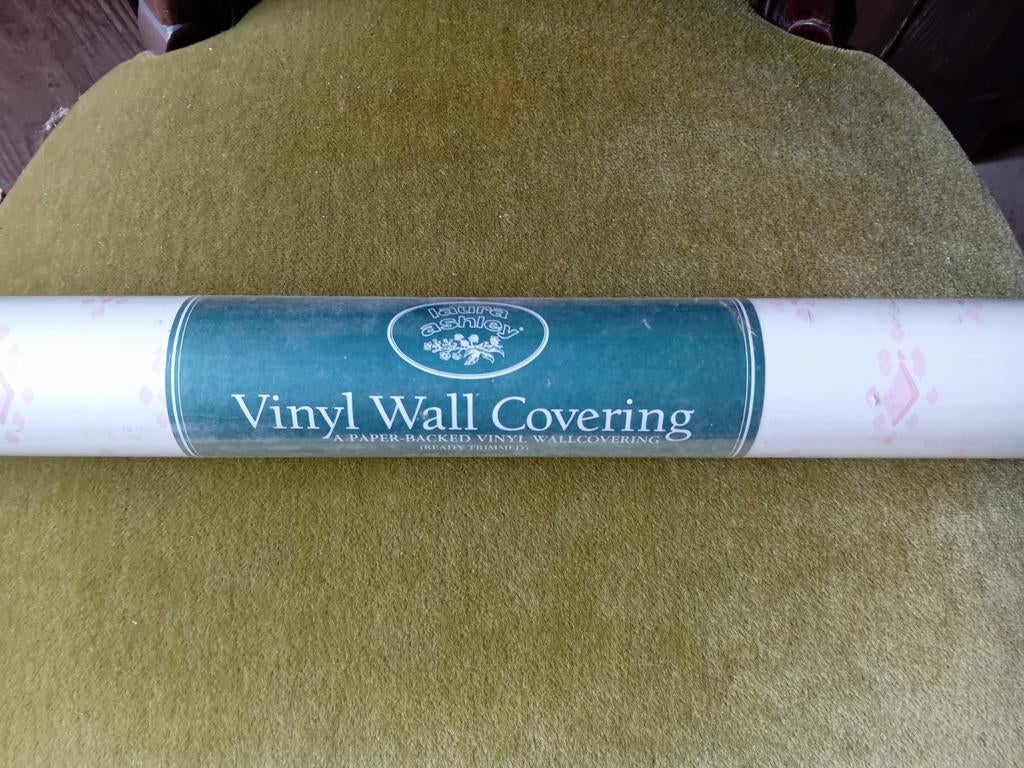 laura
ashley®
Vinyl Wall Covering
A PAPER-BACKED VINYL WALLCOVERING
(READY TRIMMED)